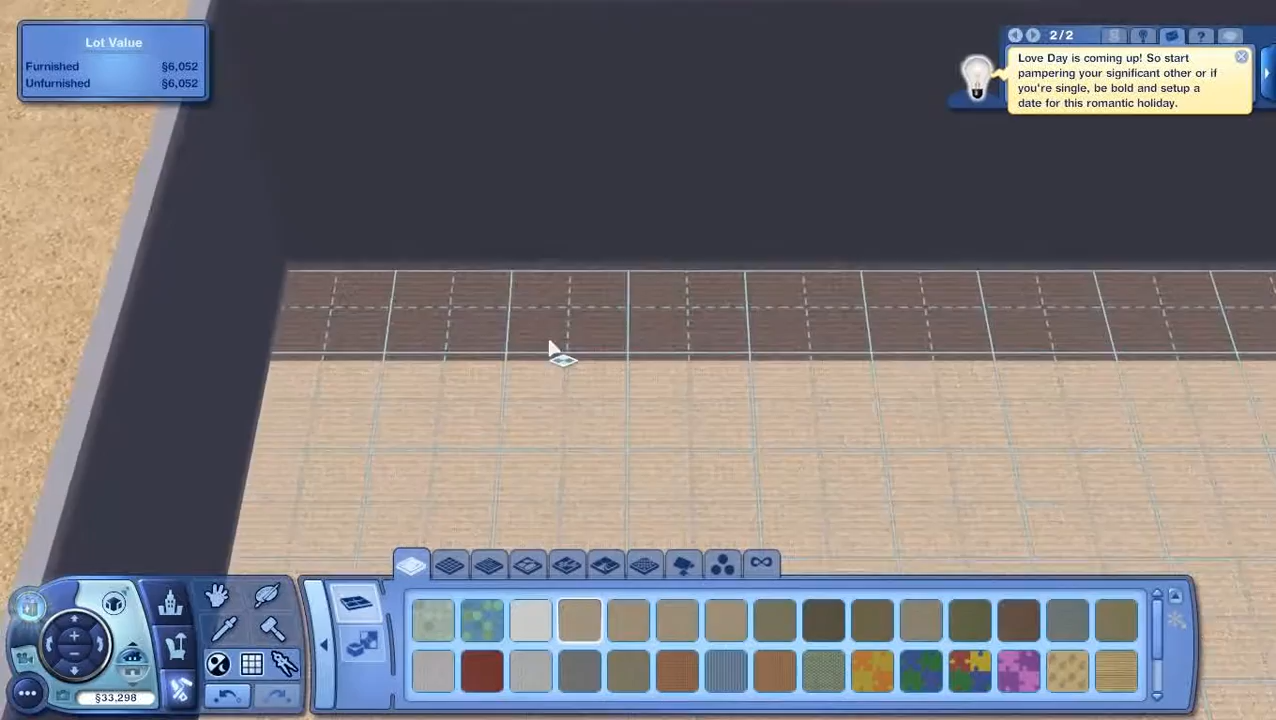 Lot Value
Furnished §6,052
Unfurnished §6,052
2/2
?
Love Day is coming up! So start
pampering your significant other or if
you're single, be bold and setup a
date for this romantic holiday.
§33,298